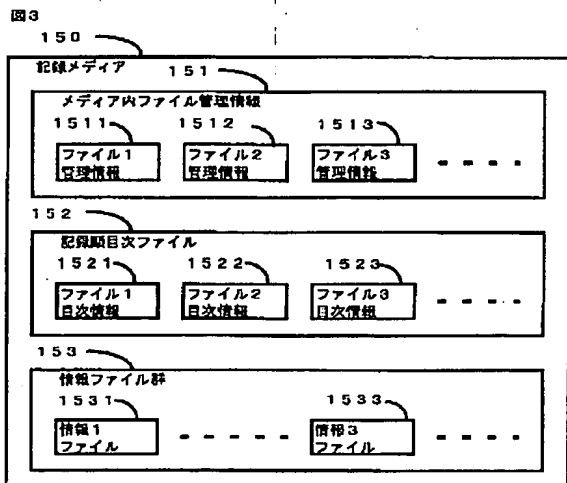 図3
150
記録メディア 151
メディア内ファイル管理情報
1511 1512 1513
ファイル1 ファイル2 ファイル3
管理情報 管理情報 管理情報
152
記録順目次ファイル
1521 1522 1523
ファイル1 ファイル2 ファイル3
目次情報 目次情報 目次情報
153
情報ファイル群
1531 1533
情報1 情報3
ファイル ファイル